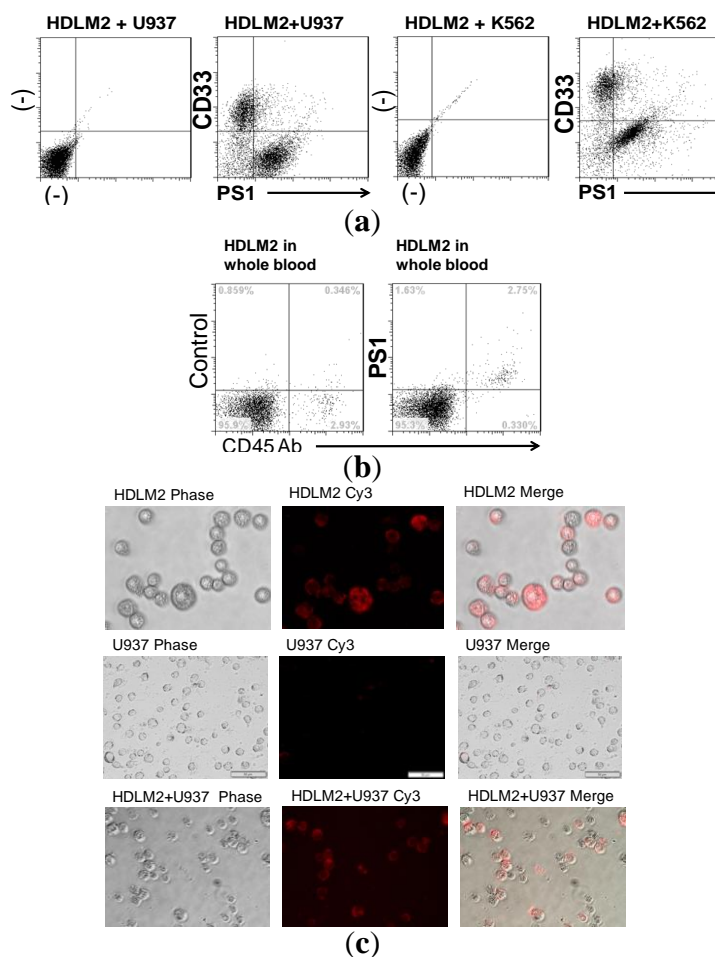 HDLM2 + U937 HDLM2+U937 HDLM2 + K562 HDLM2+K562
(-) CD33 (-) CD33
(-) PS1 (-) PS1
(a)
HDLM2 in whole blood
HDLM2 in whole blood
0.859% 0.346% 1.63% 2.75%
Control PS1
95.9% 2.93% 95.3% 0.330%
CD45 Ab
(b)
HDLM2 Phase HDLM2 Cy3 HDLM2 Merge
U937 Phase U937 Cy3 U937 Merge
HDLM2+U937 Phase HDLM2+U937 Cy3 HDLM2+U937 Merge
(c)